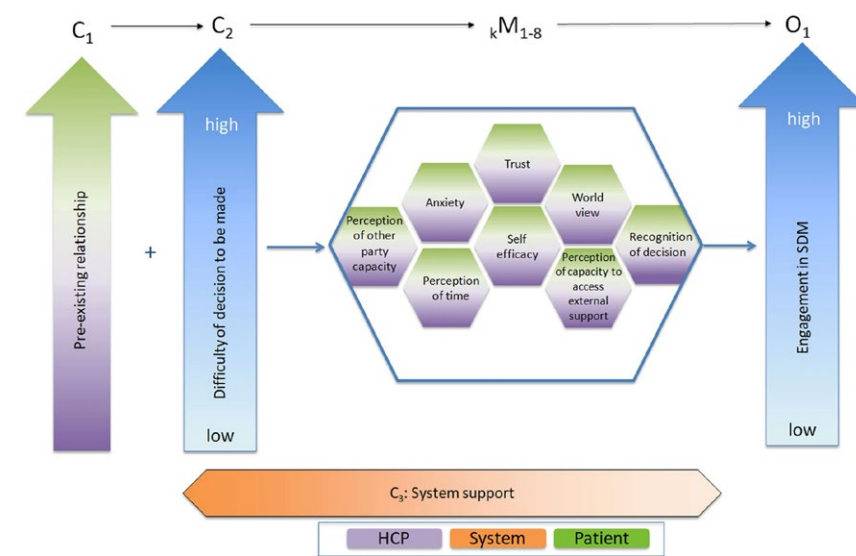 C₁
C₂
ₖM₁₋₈
O₁
Pre-existing relationship
+
high
Difficulty of decision to be made
low
Trust
Anxiety
World
view
Perception
of other
party
capacity
Self
efficacy
Recognition
of decision
Perception
of time
Perception
of capacity to
access
external
support
high
Engagement in SDM
low
C₃: System support
HCP
System
Patient